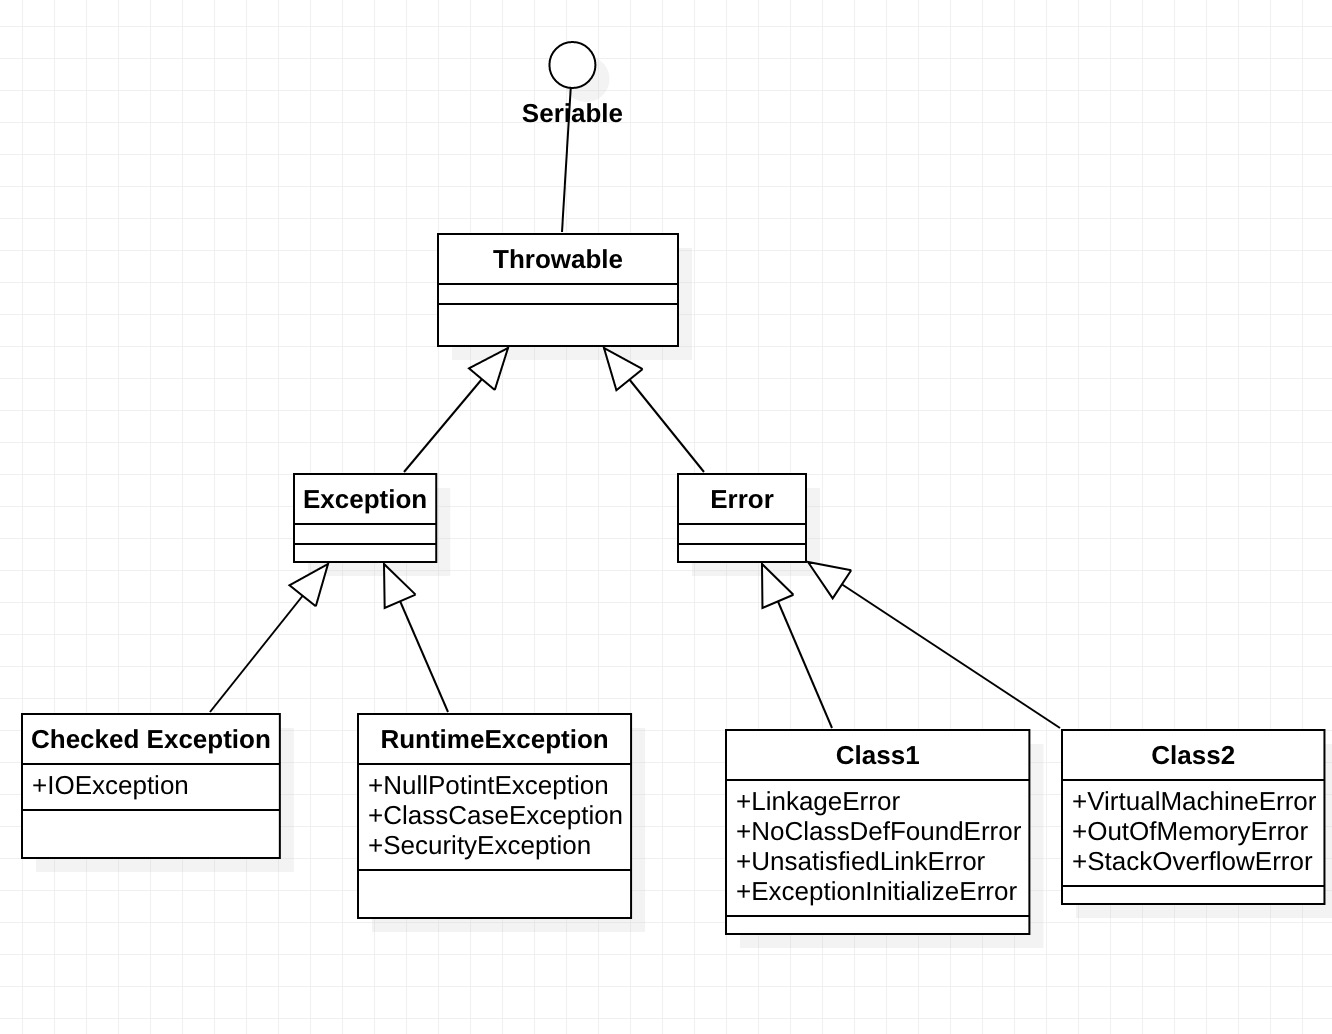 Seriable
Throwable
Exception
Error
Checked Exception
+IOException
RuntimeException
+NullPotintException
+ClassCaseException
+SecurityException
Class1
+LinkageError
+NoClassDefFoundError
+UnsatisfiedLinkError
+ExceptionInitializeError
Class2
+VirtualMachineError
+OutOfMemoryError
+StackOverflowError